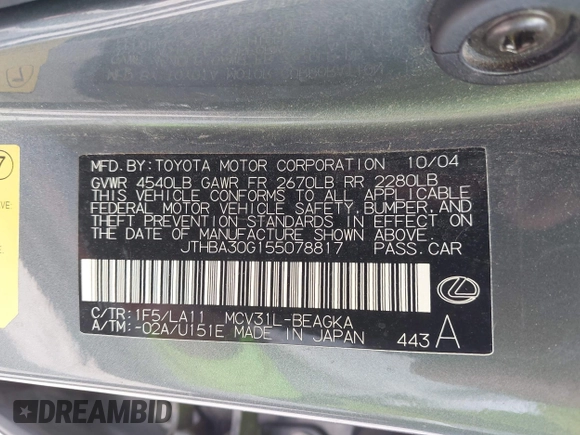 MFD. BY: TOYOTA MOTOR CORPORATION 10/04
GVWR 4540LB GAWR FR 2670LB RR 2280LB
THIS VEHICLE CONFORMS TO ALL APPLICABLE
FEDERAL MOTOR VEHICLE SAFETY, BUMPER, AND
THEFT PREVENTION STANDARDS IN EFFECT ON
THE DATE OF MANUFACTURE SHOWN ABOVE.
JTHBA30G155078817 PASS. CAR
C/TR: 1F5/LA11 MCV31L-BEAGKA
A/TM: -02A/U151E MADE IN JAPAN 443 A
DREAMBID